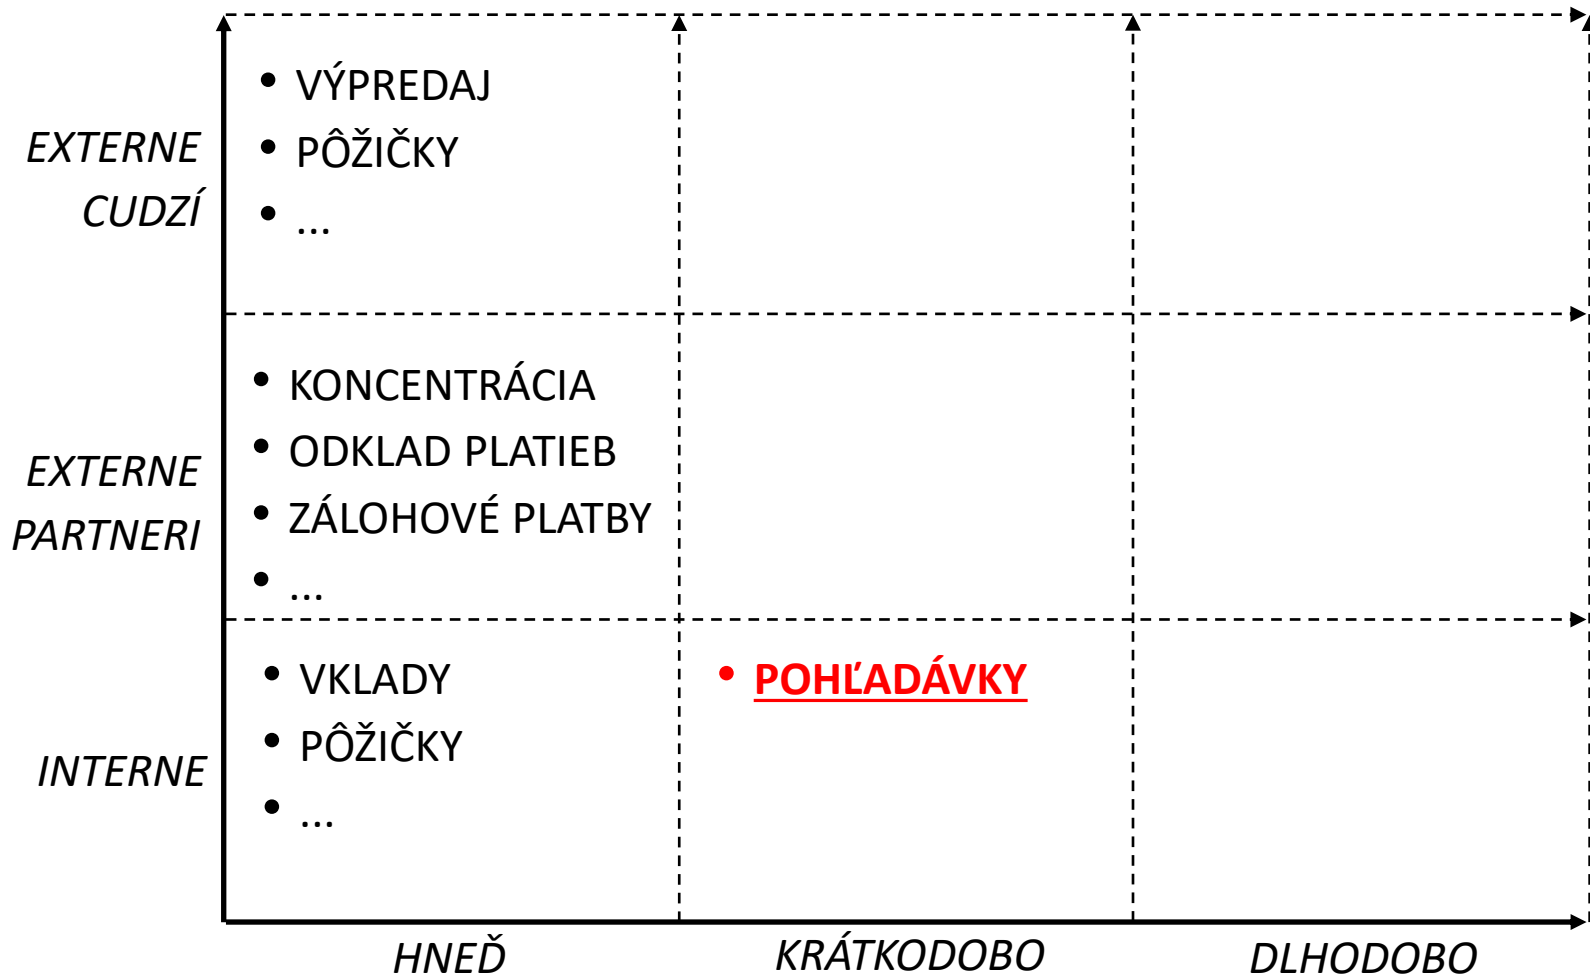 EXTERNE
CUDZÍ
• VÝPREDAJ
• PÔŽIČKY
• ...
EXTERNE
PARTNERI
• KONCENTRÁCIA
• ODKLAD PLATIEB
• ZÁLOHOVÉ PLATBY
• ...
INTERNE
• VKLADY
• PÔŽIČKY
• ...
• POHĽADÁVKY
HNEĎ
KRÁTKODOBO
DLHODOBO